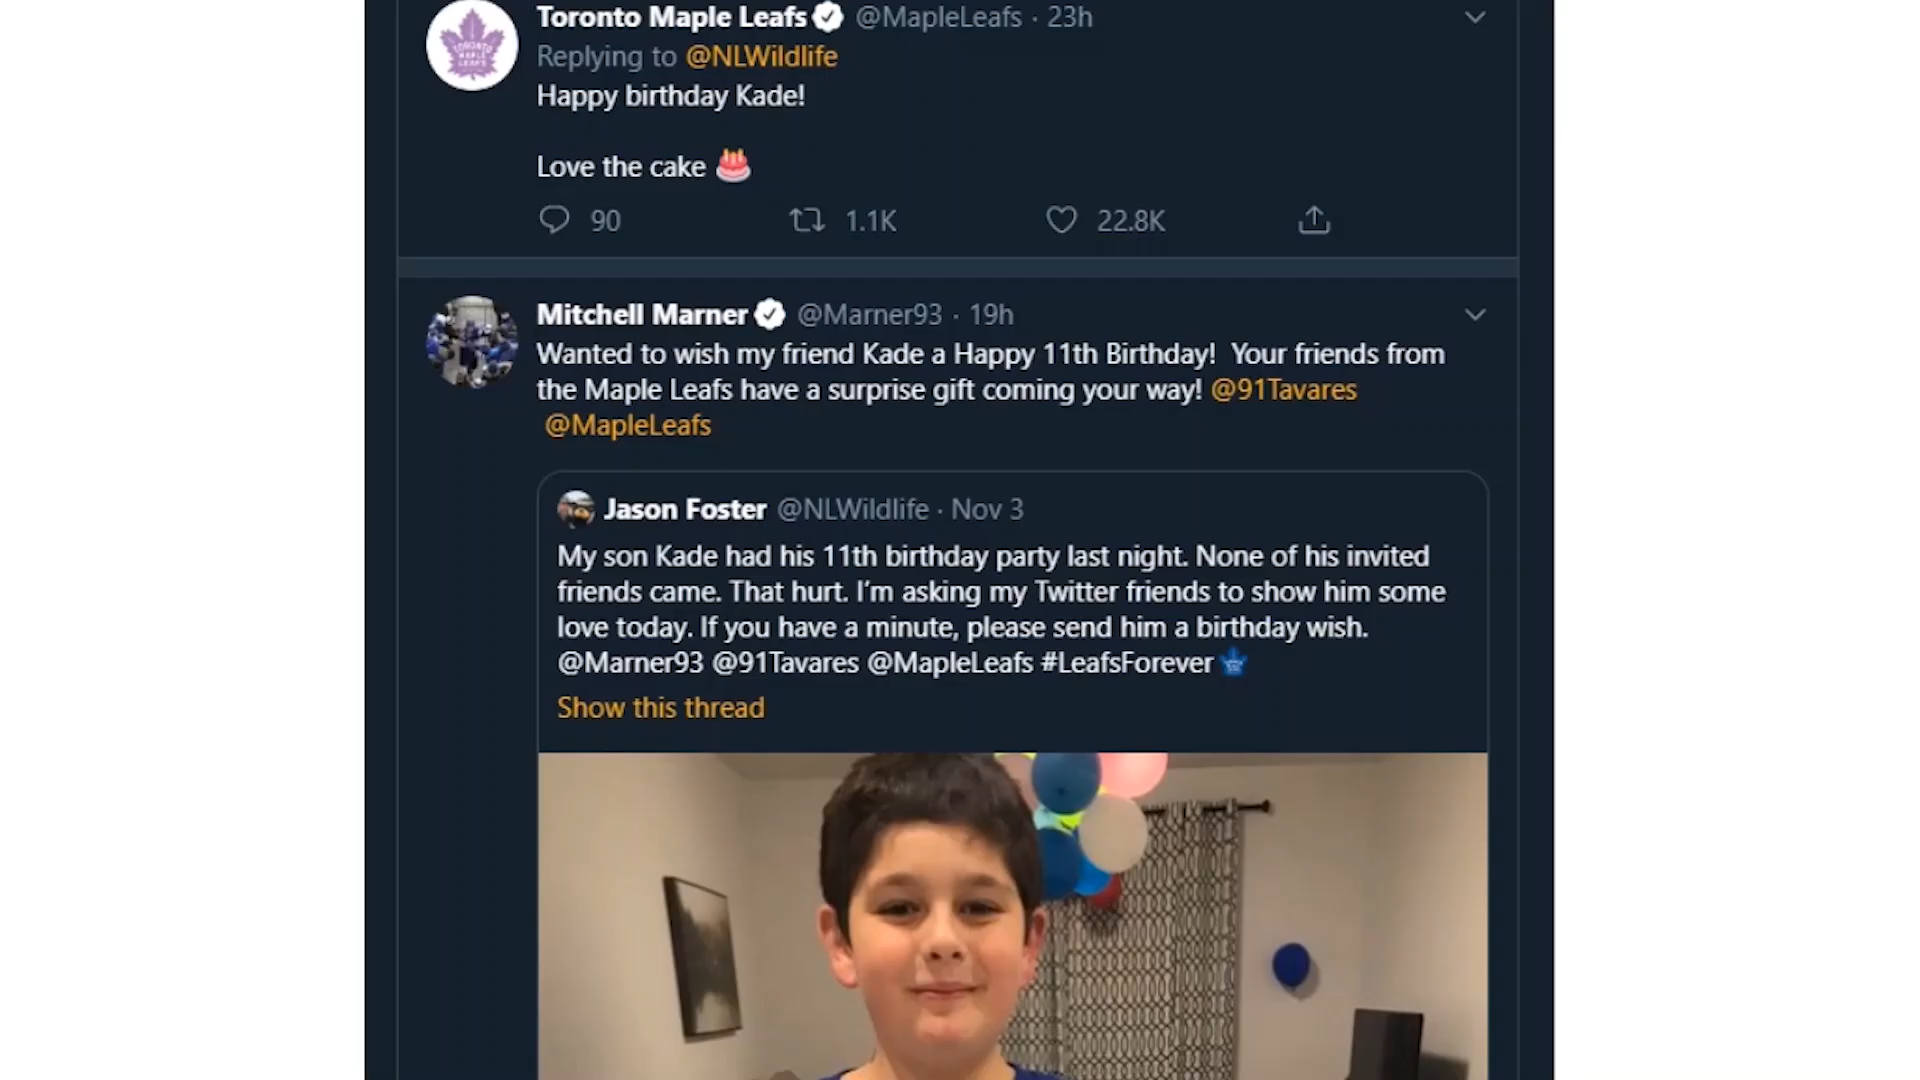 Toronto Maple Leafs @MapleLeafs · 23h
Replying to @NLWildlife
Happy birthday Kade!
Love the cake 🎂
90 1.1K 22.8K
TORONTO
MAPLE
LEAFS
Mitchell Marner @Marner93 · 19h
Wanted to wish my friend Kade a Happy 11th Birthday! Your friends from
the Maple Leafs have a surprise gift coming your way! @91Tavares
@MapleLeafs
Jason Foster @NLWildlife · Nov 3
My son Kade had his 11th birthday party last night. None of his invited
friends came. That hurt. I’m asking my Twitter friends to show him some
love today. If you have a minute, please send him a birthday wish.
@Marner93 @91Tavares @MapleLeafs #LeafsForever
Show this thread